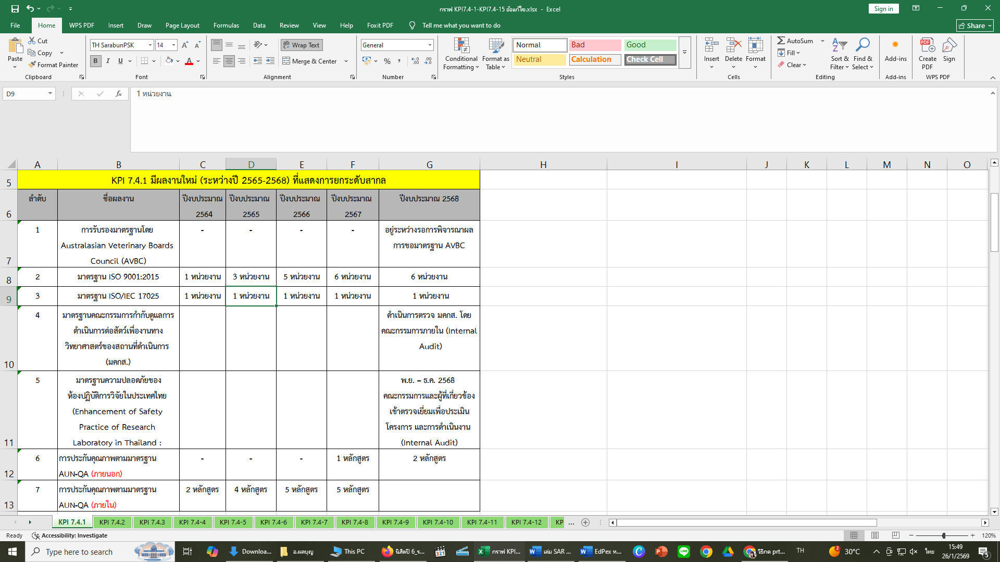 กราฟ KPI7.4-1-KPI7.4-15 อ้อแก้ไข.xlsx - Excel
Sign in
File Home WPS PDF Insert Draw Page Layout Formulas Data Review View Help Foxit PDF Tell me what you want to do
Share
Paste
Cut
Copy
Format Painter
Clipboard
TH SarabunPSK 14
B I U
Font
Wrap Text
Merge & Center
Alignment
General
Number
Conditional Formatting
Format as Table
Normal Bad Good
Neutral Calculation Check Cell
Styles
Insert Delete Format
Cells
AutoSum
Fill
Clear
Sort & Filter
Find & Select
Editing
Add-ins
Add-ins
Create PDF
Sign
WPS PDF
D9
fx
1 หน่วยงาน
A B C D E F G H I J K L M N O
5 KPI 7.4.1 มีผลงานใหม่ (ระหว่างปี 2565-2568) ที่แสดงการยกระดับสากล
ลำดับ ชื่อผลงาน ปีงบประมาณ ปีงบประมาณ ปีงบประมาณ ปีงบประมาณ ปีงบประมาณ 2568
6 2564 2565 2566 2567
1 การรับรองมาตรฐานโดย - - - - อยู่ระหว่างรอการพิจารณาผล
Australasian Veterinary Boards การขอมาตรฐาน AVBC
7 Council (AVBC)
8 2 มาตรฐาน ISO 9001:2015 1 หน่วยงาน 3 หน่วยงาน 5 หน่วยงาน 6 หน่วยงาน 6 หน่วยงาน
9 3 มาตรฐาน ISO/IEC 17025 1 หน่วยงาน 1 หน่วยงาน 1 หน่วยงาน 1 หน่วยงาน 1 หน่วยงาน
4 มาตรฐานคณะกรรมการกำกับดูแลการ ดำเนินการตรวจ มคกส. โดย
ดำเนินการต่อสัตว์เพื่องานทาง คณะกรรมการภายใน (Internal
วิทยาศาสตร์ของสถานที่ดำเนินการ Audit)
10 (มคกส.)
5 มาตรฐานความปลอดภัยของ พ.ย. – ธ.ค. 2568
ห้องปฏิบัติการวิจัยในประเทศไทย คณะกรรมการและผู้ที่เกี่ยวข้อง
(Enhancement of Safety เข้าตรวจเยี่ยมเพื่อประเมิน
Practice of Research โครงการ และการดำเนินงาน
11 Laboratory in Thailand : (Internal Audit)
6 การประกันคุณภาพตามมาตรฐาน - - - 1 หลักสูตร 2 หลักสูตร
12 AUN-QA (ภายนอก)
7 การประกันคุณภาพตามมาตรฐาน 2 หลักสูตร 4 หลักสูตร 5 หลักสูตร 5 หลักสูตร
13 AUN-QA (ภายใน)
KPI 7.4.1 KPI 7.4.2 KPI 7.4.3 KPI 7.4-4 KPI 7.4-5 KPI 7.4-6 KPI 7.4-7 KPI 7.4-8 KPI 7.4-9 KPI 7.4-10 KPI 7.4-11 KPI 7.4-12 KP ...
Ready Accessibility: Investigate 120%
Type here to search
Downloa... อ.ผลบุญ This PC นิสิตปี 6_ร... กราฟ KPI... เล่ม SAR ... EdPex ห... วิธีกด prt...
TH 30°C ไทย
15:49
26/1/2569
5